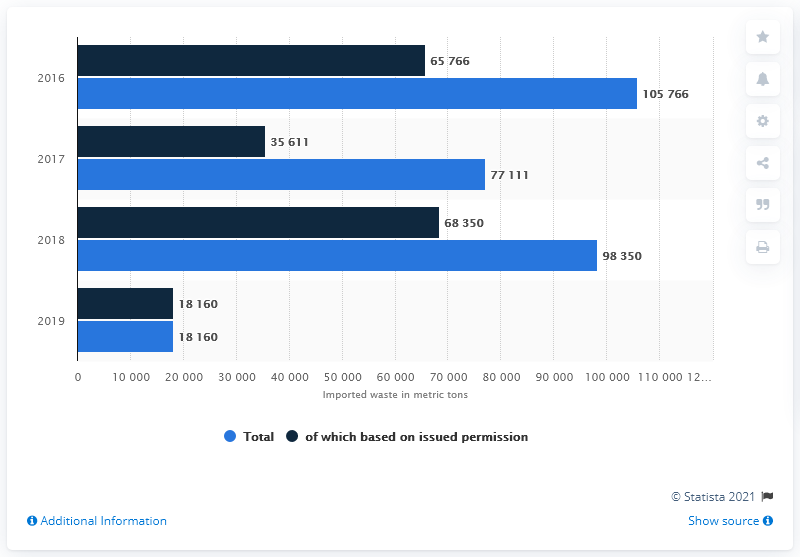 2016
65 766
105 766
2017
35 611
77 111
2018
68 350
98 350
2019
18 160
18 160
0 10 000 20 000 30 000 40 000 50 000 60 000 70 000 80 000 90 000 100 000 110 000 12…
Imported waste in metric tons
Total of which based on issued permission
© Statista 2021
Additional Information Show source